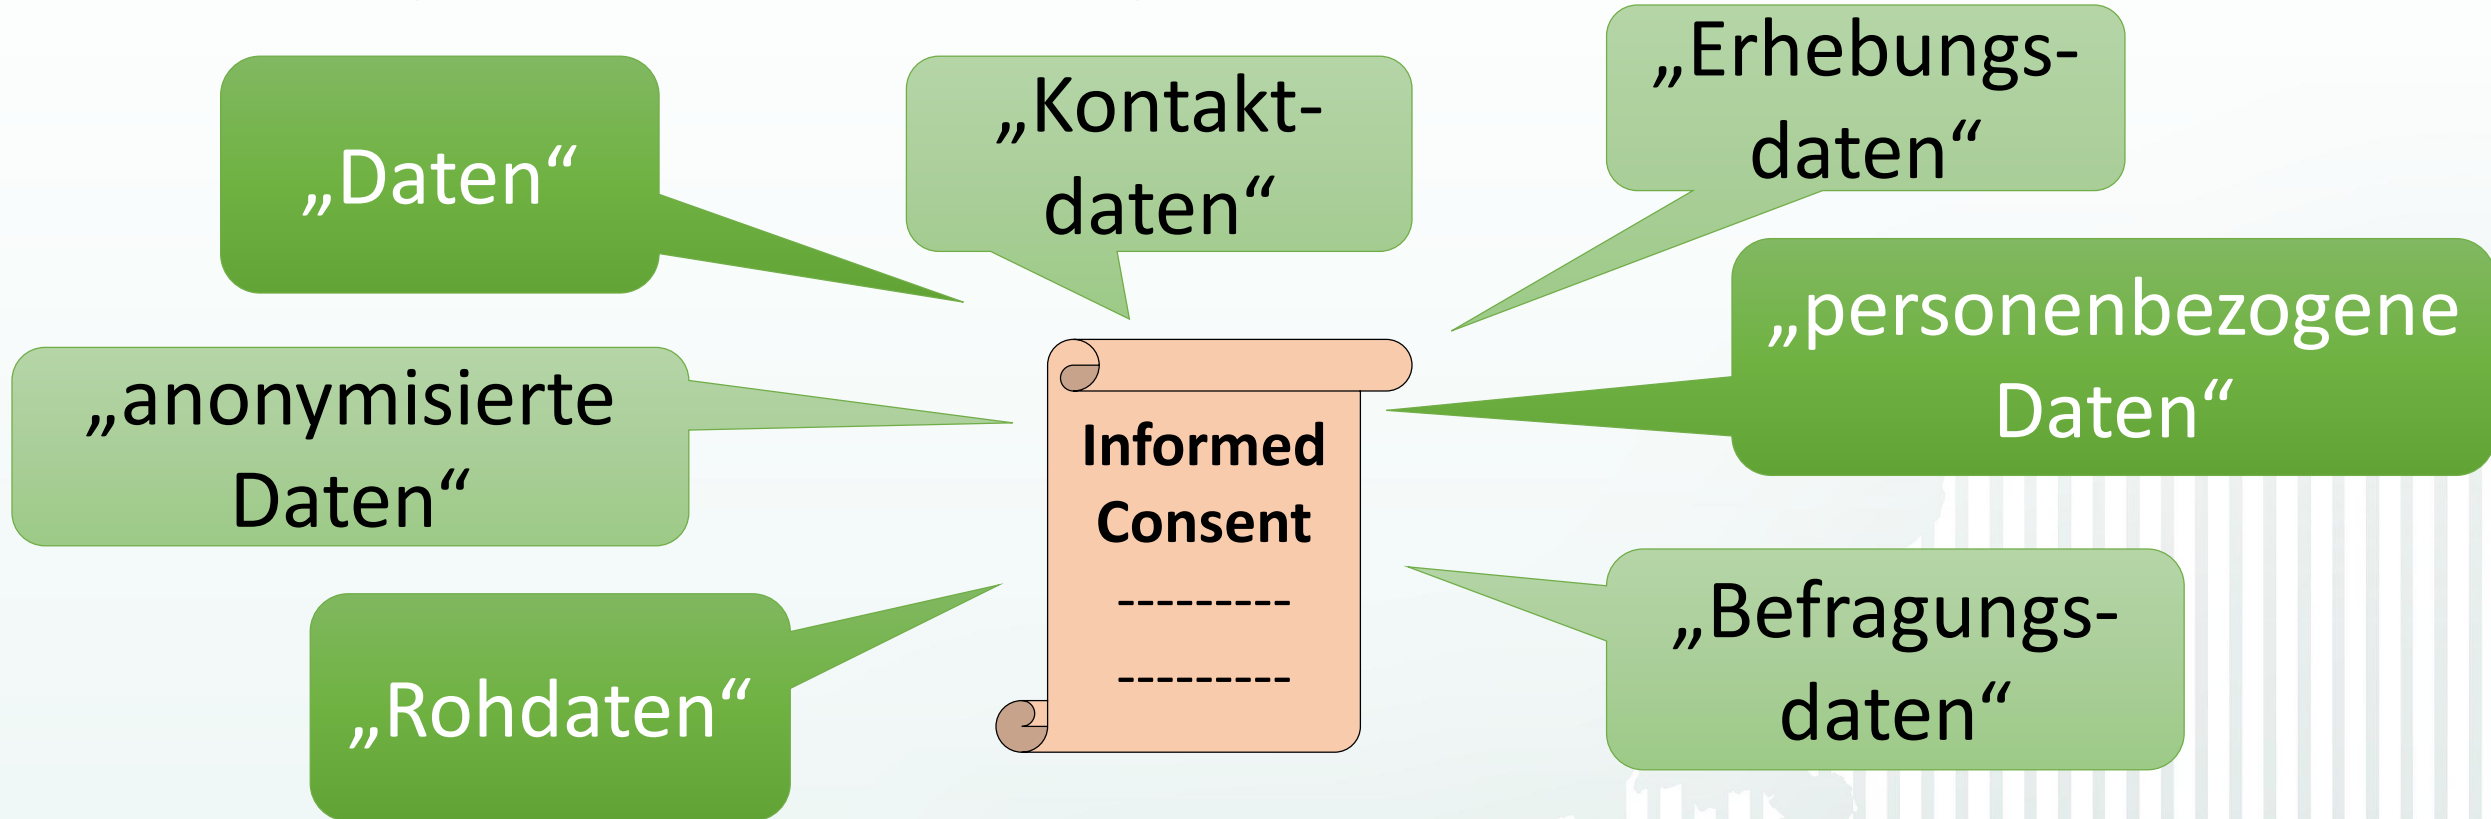 „Daten“
„Kontakt-
daten“
„Erhebungs-
daten“
„personenbezogene
Daten“
„anonymisierte
Daten“
Informed
Consent
---------
---------
„Befragungs-
daten“
„Rohdaten“